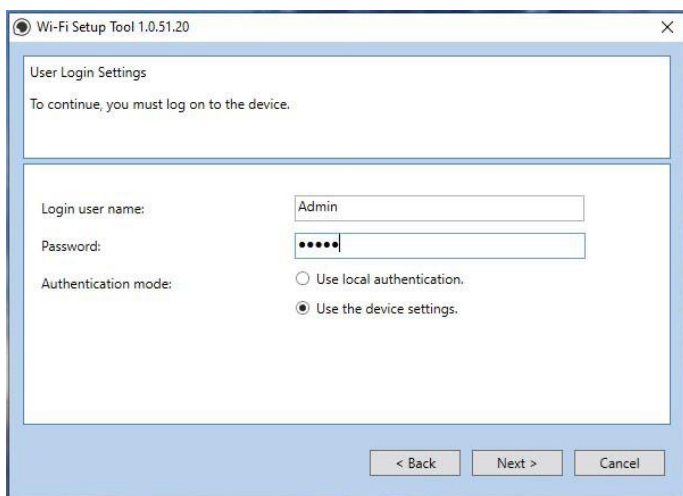 Wi-Fi Setup Tool 1.0.51.20
User Login Settings
To continue, you must log on to the device.
Login user name: Admin
Password: •••••
Authentication mode: Use local authentication.
Use the device settings.
< Back Next > Cancel